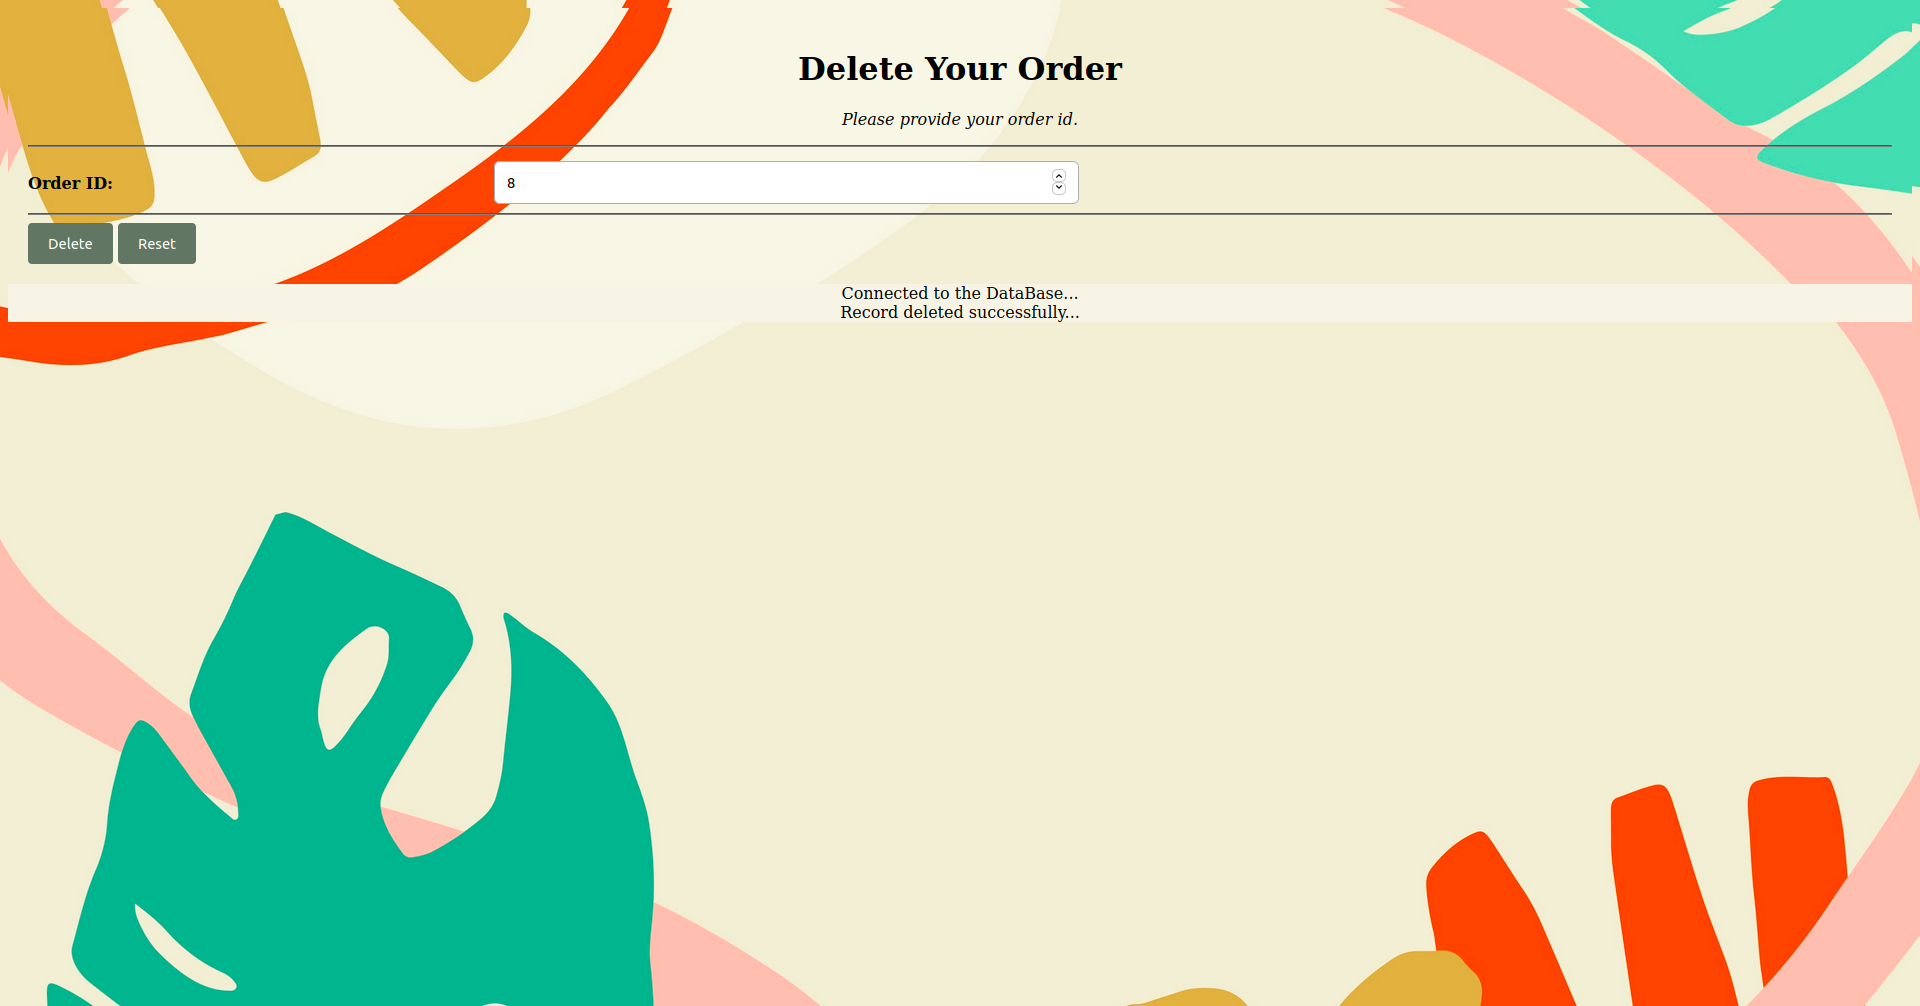 Delete Your Order
Please provide your order id.
Order ID:
8
Delete
Reset
Connected to the DataBase...
Record deleted successfully...